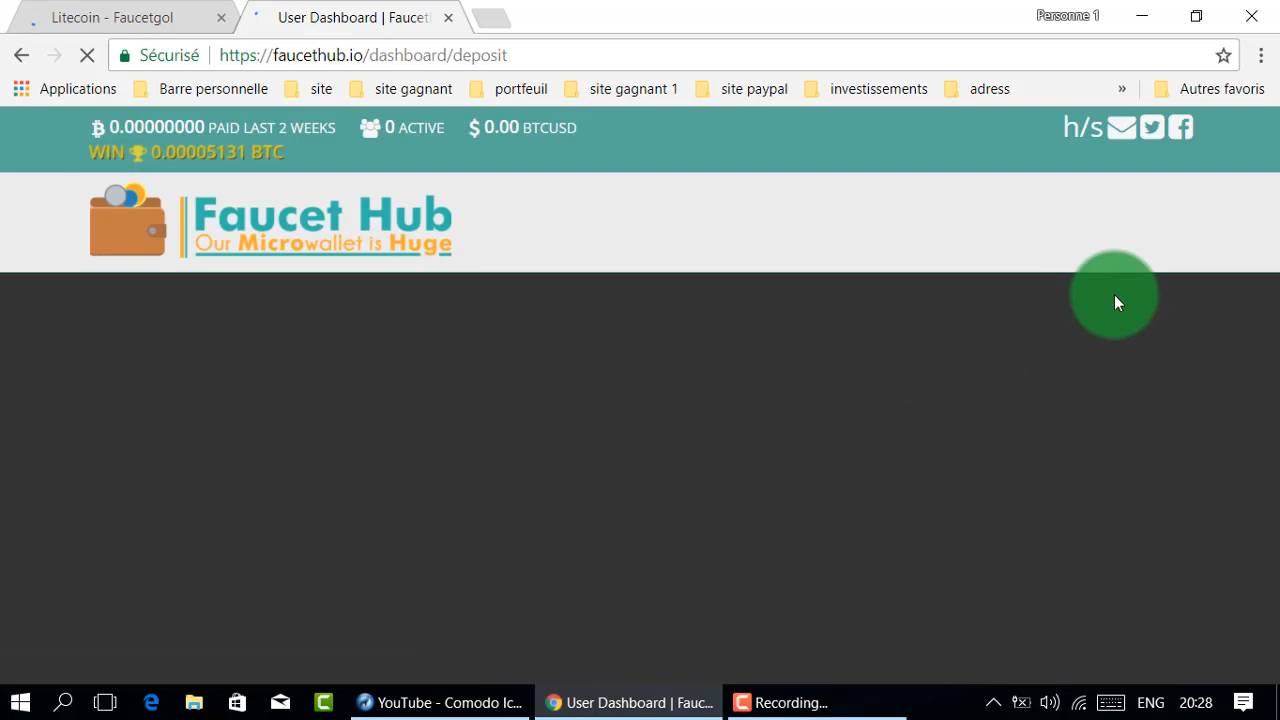 Litecoin - Faucetgol
User Dashboard | Faucet
Personne 1
Sécurisé
https://faucethub.io/dashboard/deposit
Applications
Barre personnelle
site
site gagnant
portfeuil
site gagnant 1
site paypal
investissements
adress
»
Autres favoris
0.00000000 PAID LAST 2 WEEKS
0 ACTIVE
$ 0.00 BTCUSD
h/s
WIN 0.00005131 BTC
Faucet Hub
Our Microwallet is Huge
YouTube - Comodo Ic...
User Dashboard | Fauc...
Recording...
ENG
20:28